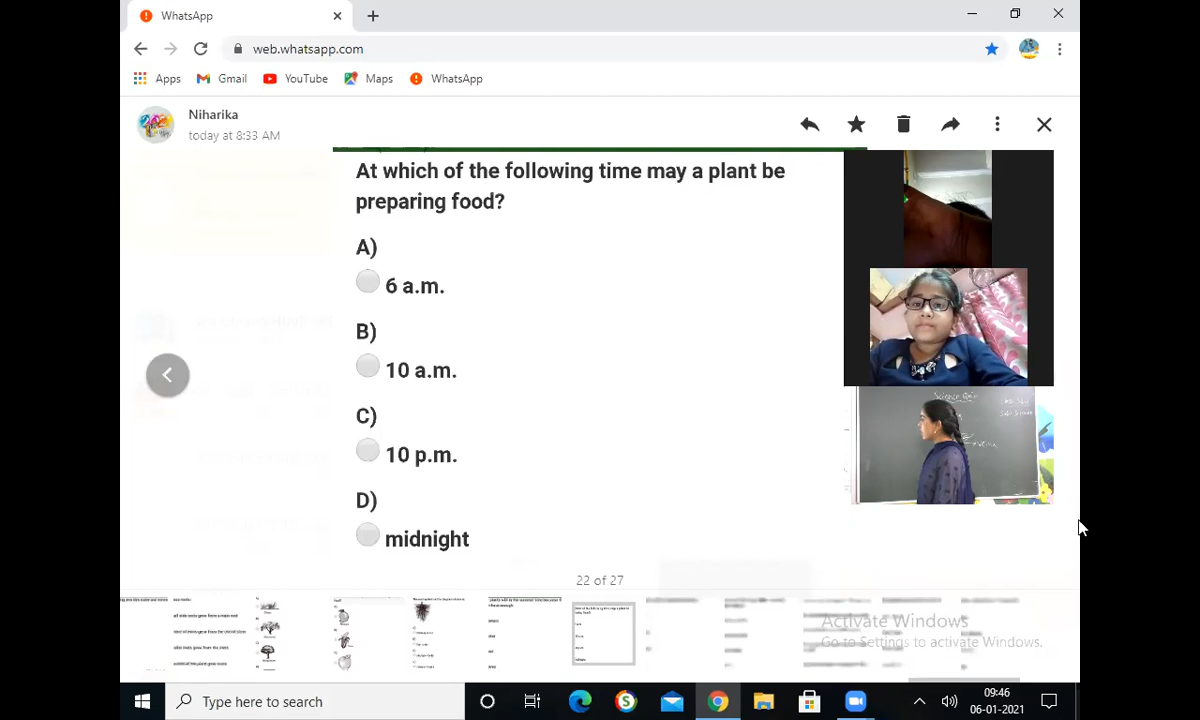 WhatsApp
web.whatsapp.com
Apps Gmail YouTube Maps WhatsApp
Niharika
today at 8:33 AM
At which of the following time may a plant be
preparing food?
A)
6 a.m.
B)
10 a.m.
C)
10 p.m.
D)
midnight
Science Quiz
22 of 27
Activate Windows
Go to Settings to activate Windows.
Type here to search
09:46
06-01-2021